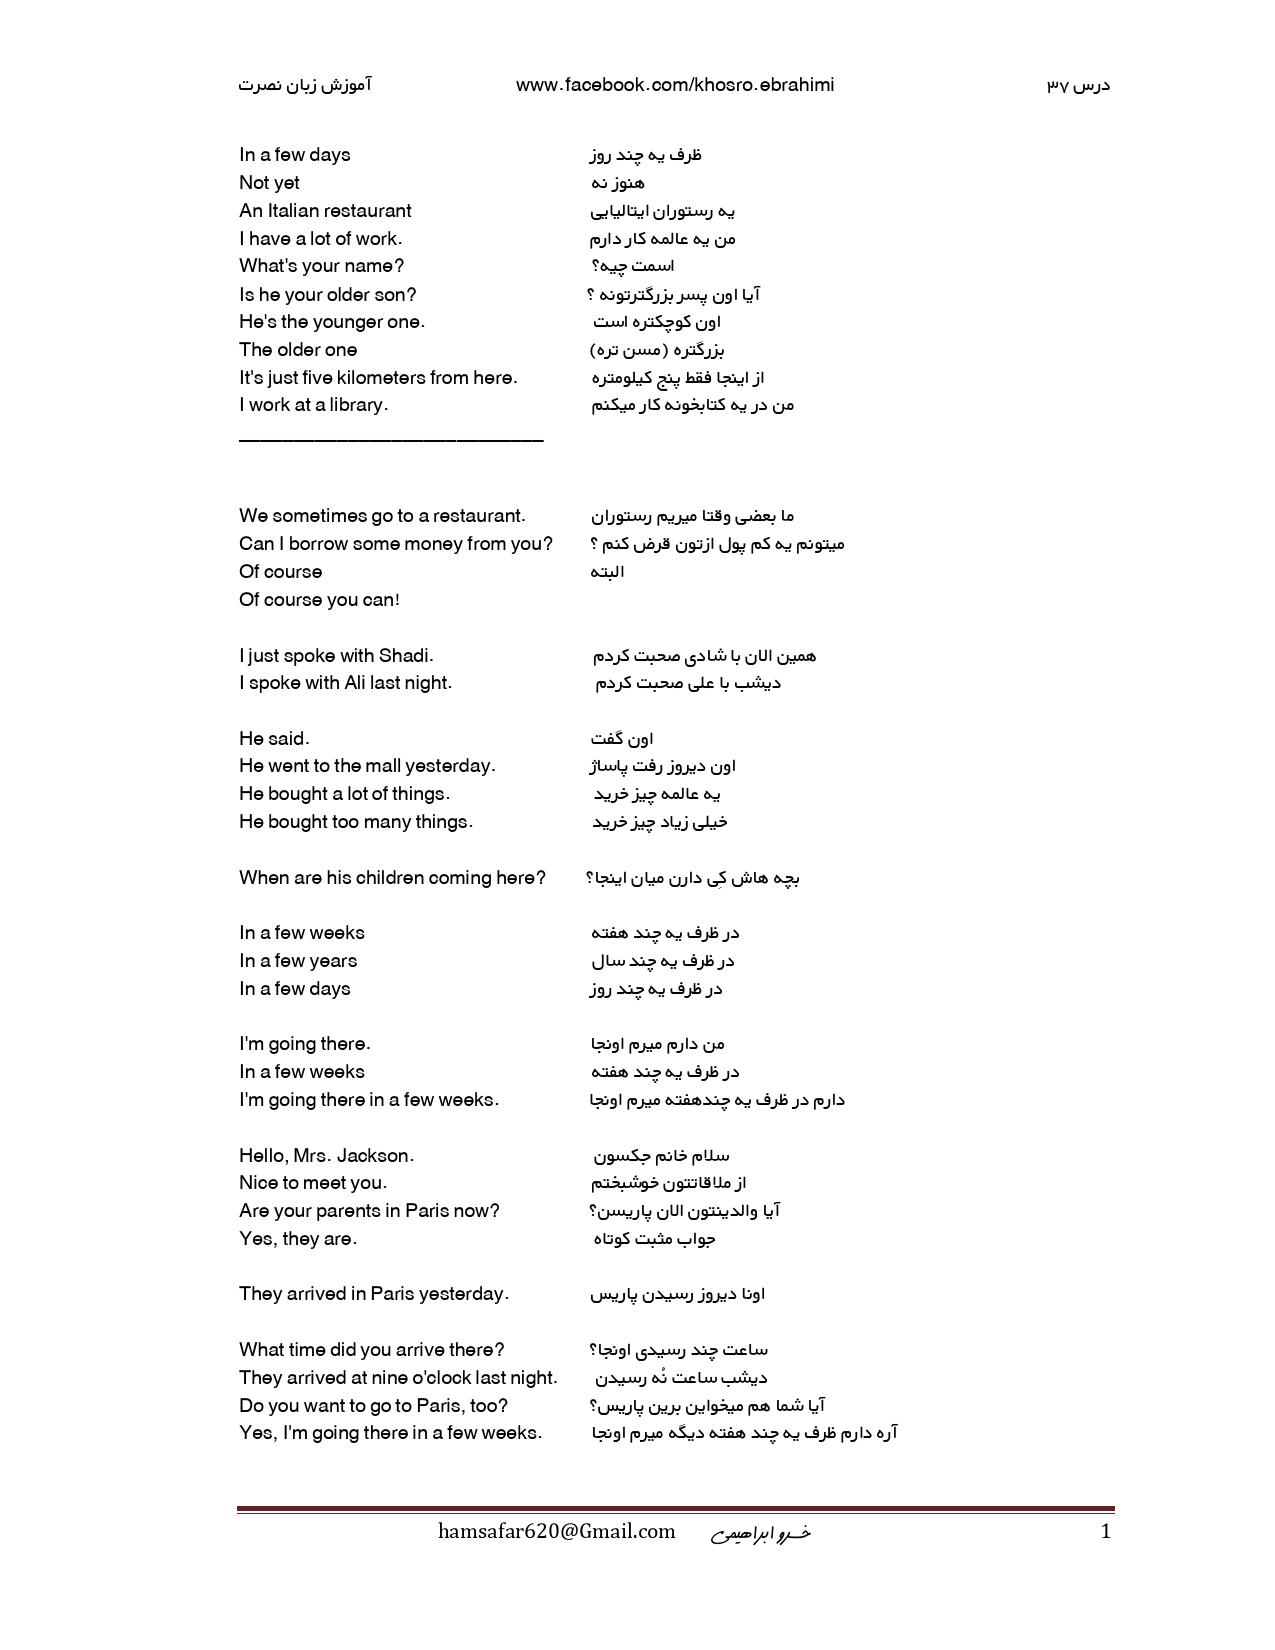 آموزش زبان نصرت www.facebook.com/khosro.ebrahimi درس ۳۷
In a few days ظرف یه چند روز
Not yet هنوز نه
An Italian restaurant یه رستوران ایتالیایی
I have a lot of work. من یه عالمه کار دارم
What's your name? اسمت چیه؟
Is he your older son? آیا اون پسر بزرگترتونه ؟
He's the younger one. اون کوچکتره است
The older one بزرگتره (مسن تره)
It's just five kilometers from here. از اینجا فقط پنج کیلومتره
I work at a library. من در یه کتابخونه کار میکنم
____________________________
We sometimes go to a restaurant. ما بعضی وقتا میریم رستوران
Can I borrow some money from you? میتونم یه کم پول ازتون قرض کنم ؟
Of course البته
Of course you can!
I just spoke with Shadi. همین الان با شادی صحبت کردم
I spoke with Ali last night. دیشب با علی صحبت کردم
He said. اون گفت
He went to the mall yesterday. اون دیروز رفت پاساژ
He bought a lot of things. یه عالمه چیز خرید
He bought too many things. خیلی زیاد چیز خرید
When are his children coming here? بچه هاش کِی دارن میان اینجا؟
In a few weeks در ظرف یه چند هفته
In a few years در ظرف یه چند سال
In a few days در ظرف یه چند روز
I'm going there. من دارم میرم اونجا
In a few weeks در ظرف یه چند هفته
I'm going there in a few weeks. دارم در ظرف یه چندهفته میرم اونجا
Hello, Mrs. Jackson. سلام خانم جکسون
Nice to meet you. از ملاقاتتون خوشبختم
Are your parents in Paris now? آیا والدینتون الان پاریسن؟
Yes, they are. جواب مثبت کوتاه
They arrived in Paris yesterday. اونا دیروز رسیدن پاریس
What time did you arrive there? ساعت چند رسیدی اونجا؟
They arrived at nine o'clock last night. دیشب ساعت نُه رسیدن
Do you want to go to Paris, too? آیا شما هم میخواین برین پاریس؟
Yes, I'm going there in a few weeks. آره دارم ظرف یه چند هفته دیگه میرم اونجا
hamsafar620@Gmail.com خسرو ابراهیمی 1